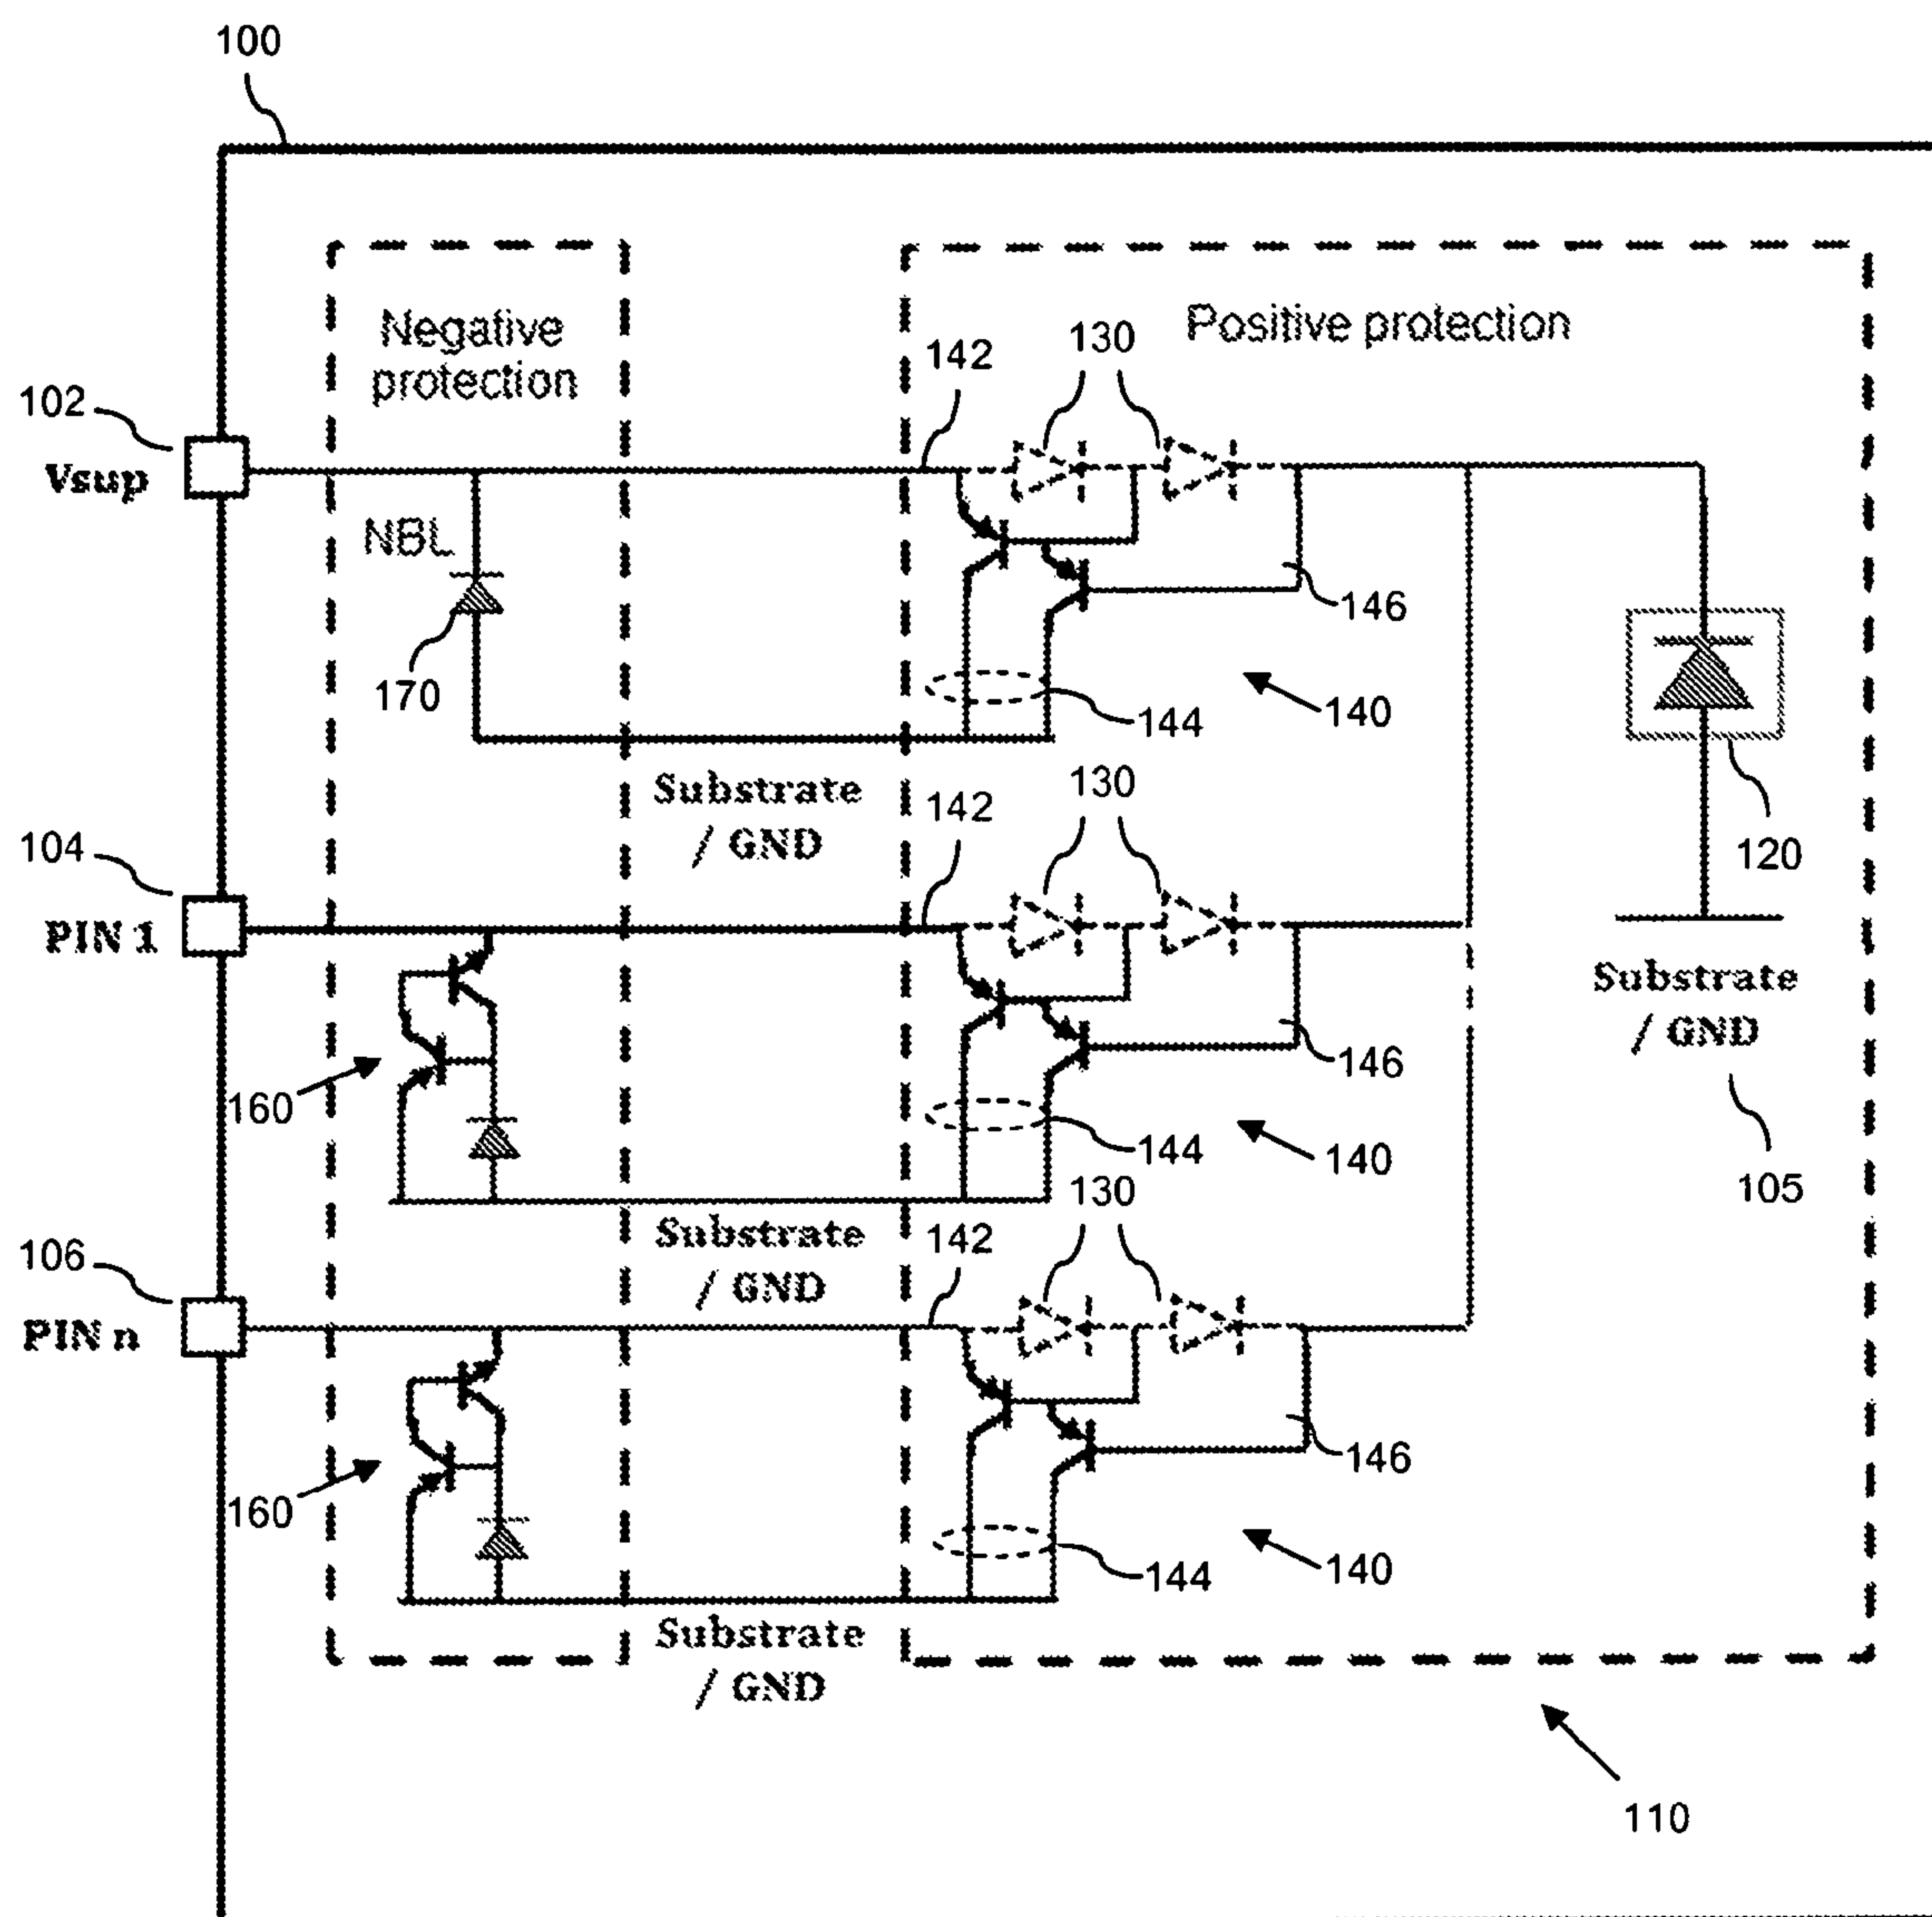 100
Negative
protection
Positive protection
142
130
102
Vsup
NBL
170
146
144
140
Substrate
/ GND
142
130
120
104
PIN 1
Substrate
/ GND
146
160
144
140
105
130
Substrate
/ GND
142
106
PIN n
146
160
144
140
Substrate
/ GND
110